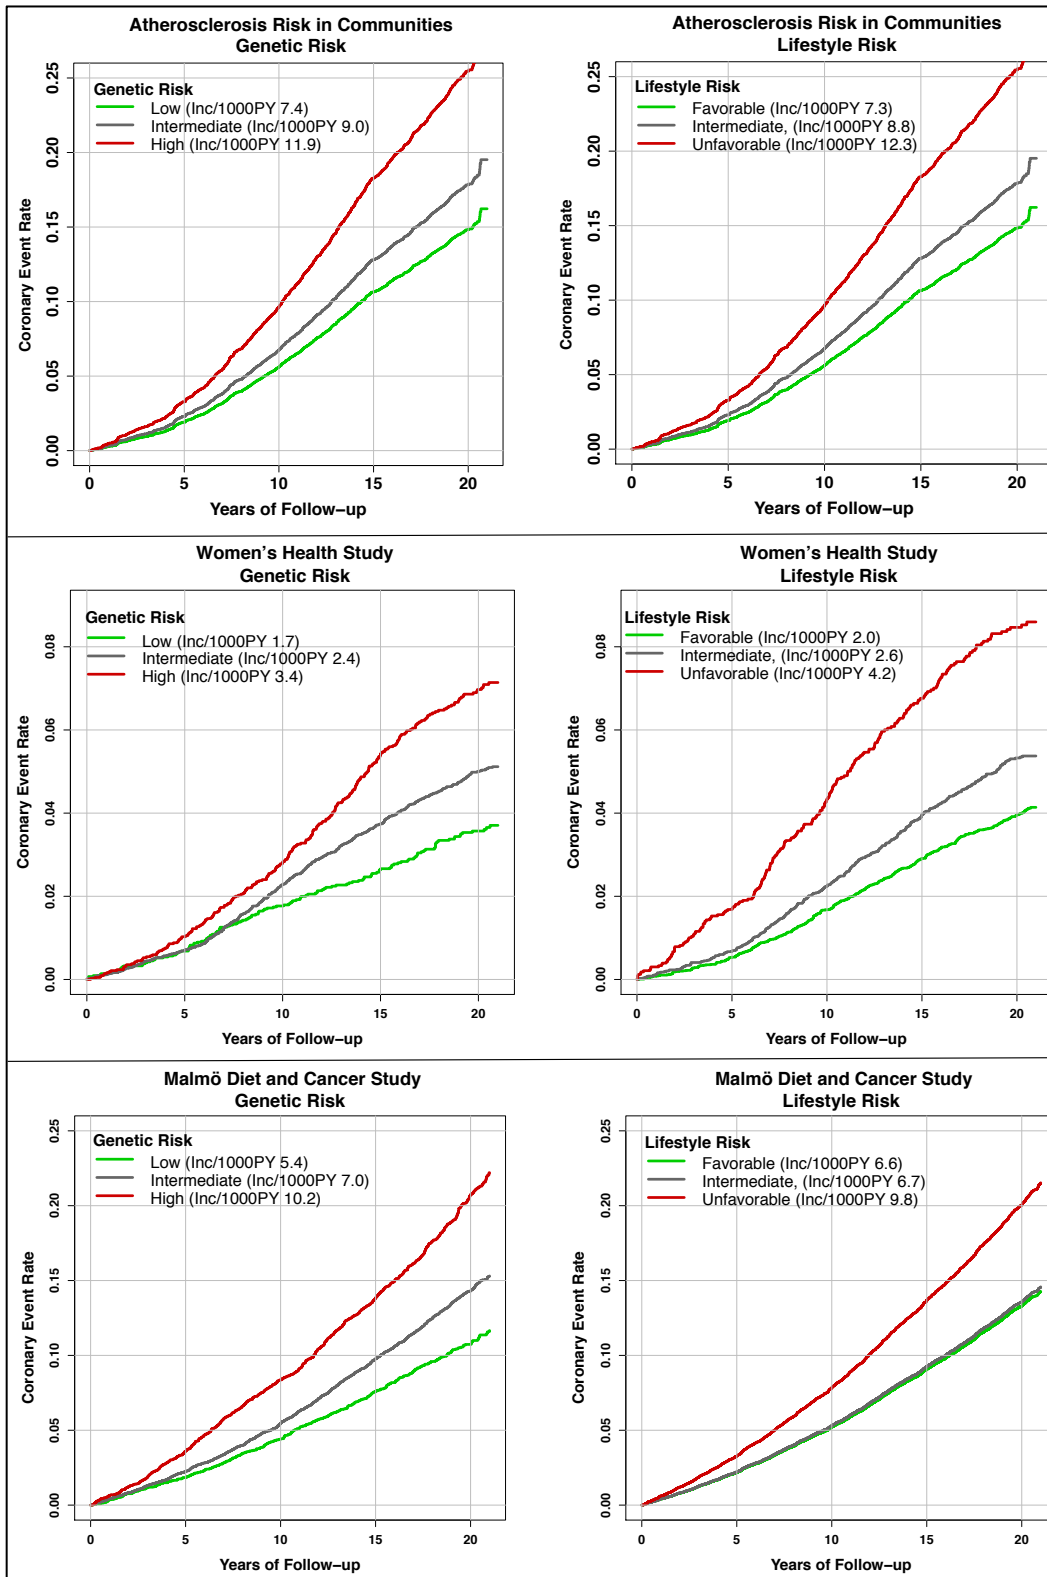 Atherosclerosis Risk in Communities
Genetic Risk
Genetic Risk
Low (Inc/1000PY 7.4)
Intermediate (Inc/1000PY 9.0)
High (Inc/1000PY 11.9)
Coronary Event Rate
0.25
0.20
0.15
0.10
0.05
0.00
0 5 10 15 20
Years of Follow−up
Atherosclerosis Risk in Communities
Lifestyle Risk
Lifestyle Risk
Favorable (Inc/1000PY 7.3)
Intermediate, (Inc/1000PY 8.8)
Unfavorable (Inc/1000PY 12.3)
Coronary Event Rate
0.25
0.20
0.15
0.10
0.05
0.00
0 5 10 15 20
Years of Follow−up
Women's Health Study
Genetic Risk
Genetic Risk
Low (Inc/1000PY 1.7)
Intermediate (Inc/1000PY 2.4)
High (Inc/1000PY 3.4)
Coronary Event Rate
0.08
0.06
0.04
0.02
0.00
0 5 10 15 20
Years of Follow−up
Women's Health Study
Lifestyle Risk
Lifestyle Risk
Favorable (Inc/1000PY 2.0)
Intermediate, (Inc/1000PY 2.6)
Unfavorable (Inc/1000PY 4.2)
Coronary Event Rate
0.08
0.06
0.04
0.02
0.00
0 5 10 15 20
Years of Follow−up
Malmö Diet and Cancer Study
Genetic Risk
Genetic Risk
Low (Inc/1000PY 5.4)
Intermediate (Inc/1000PY 7.0)
High (Inc/1000PY 10.2)
Coronary Event Rate
0.25
0.20
0.15
0.10
0.05
0.00
0 5 10 15 20
Years of Follow−up
Malmö Diet and Cancer Study
Lifestyle Risk
Lifestyle Risk
Favorable (Inc/1000PY 6.6)
Intermediate, (Inc/1000PY 6.7)
Unfavorable (Inc/1000PY 9.8)
Coronary Event Rate
0.25
0.20
0.15
0.10
0.05
0.00
0 5 10 15 20
Years of Follow−up